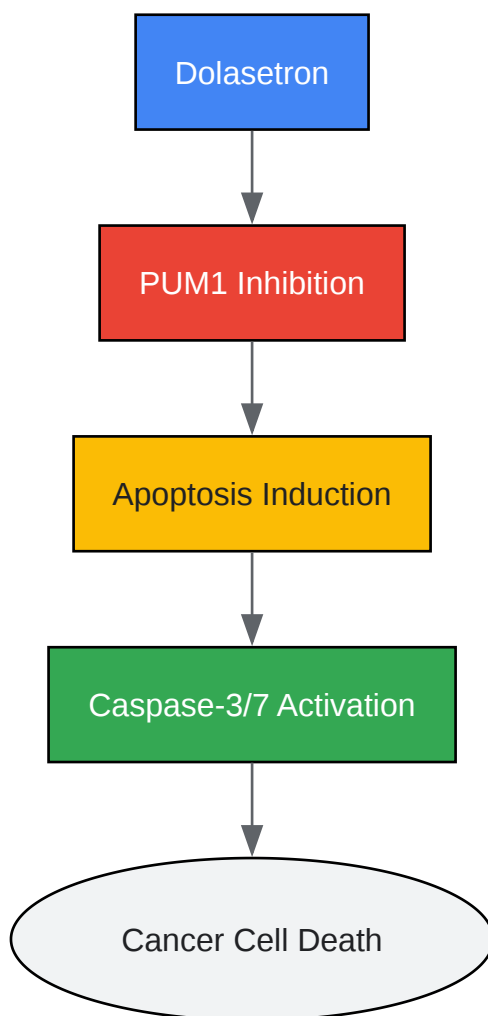 Dolasetron
PUM1 Inhibition
Apoptosis Induction
Caspase-3/7 Activation
Cancer Cell Death